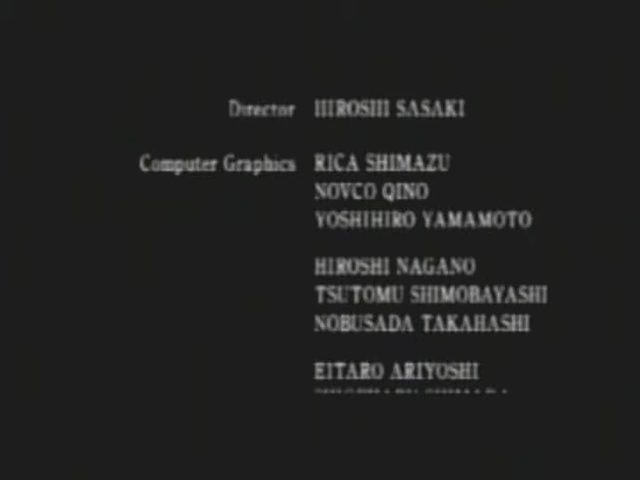 Director HIROSHI SASAKI
Computer Graphics RICA SHIMAZU
NOVCO QINO
YOSHIHIRO YAMAMOTO
HIROSHI NAGANO
TSUTOMU SHIMOBAYASHI
NOBUSADA TAKAHASHI
EITARO ARIYOSHI